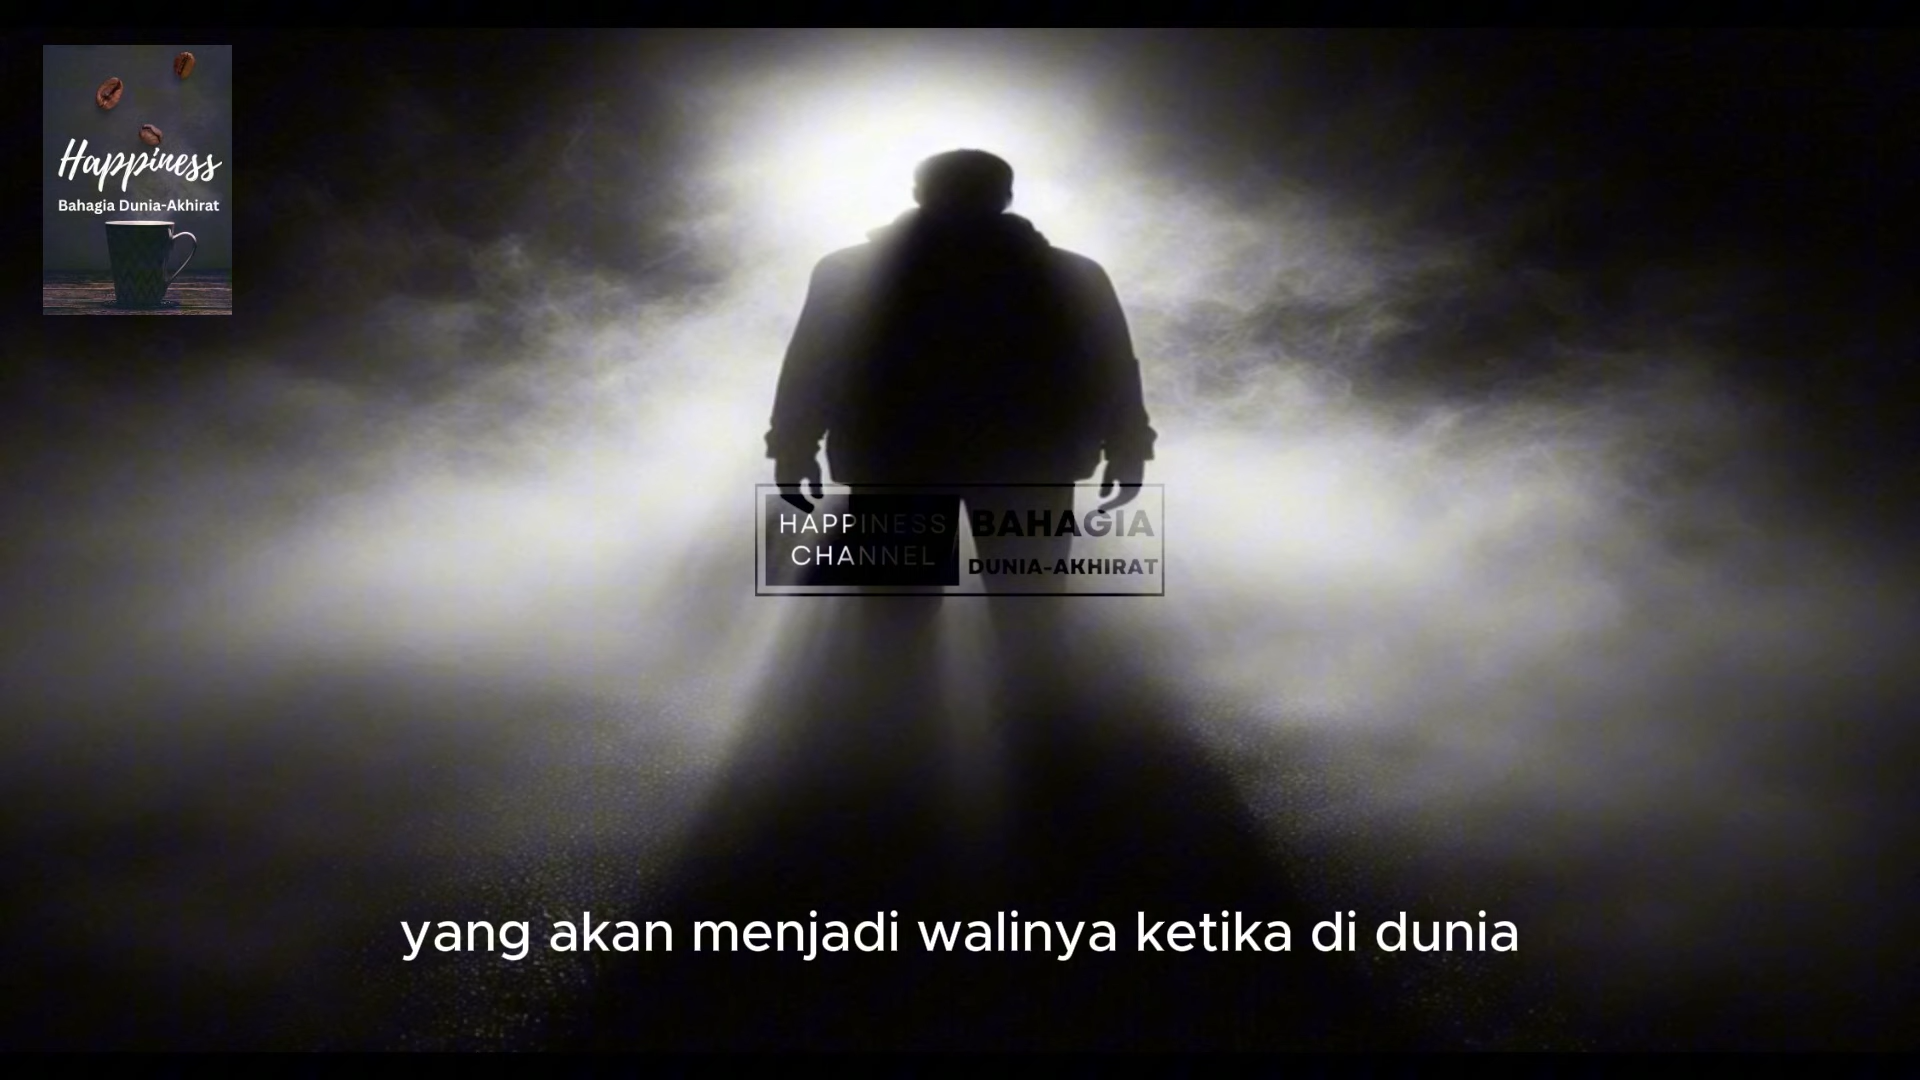 Happiness
Bahagia Dunia-Akhirat
HAPPINESS
CHANNEL
BAHAGIA
DUNIA-AKHIRAT
yang akan menjadi walinya ketika di dunia